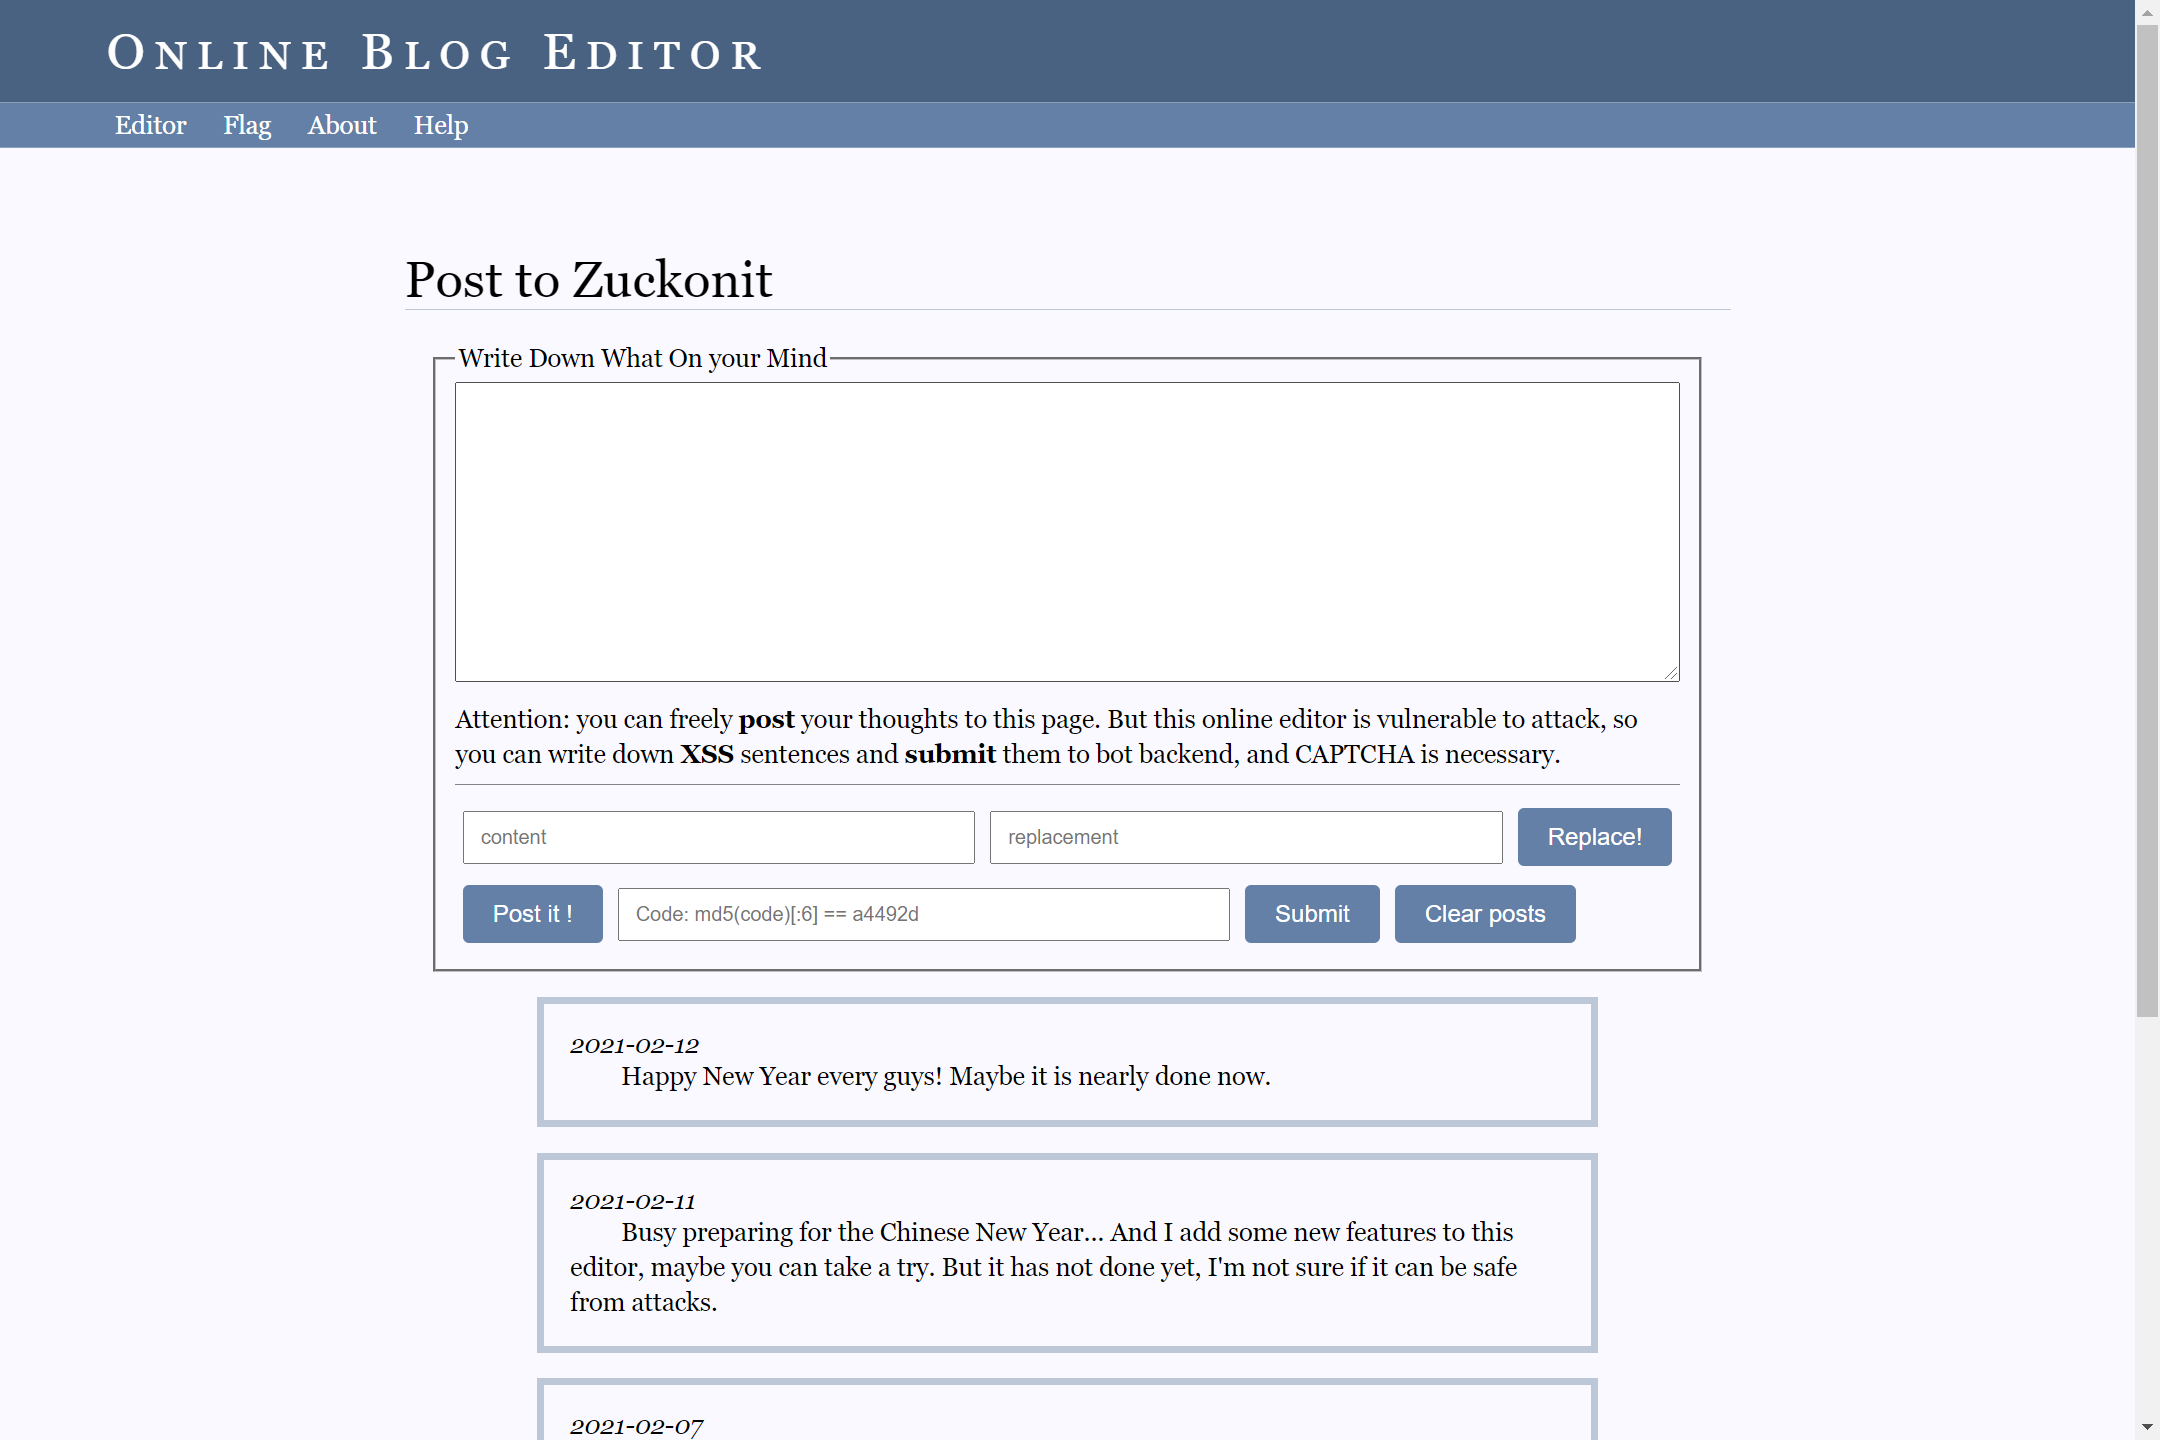 Online Blog Editor
Editor Flag About Help
Post to Zuckonit
Write Down What On your Mind
Attention: you can freely post your thoughts to this page. But this online editor is vulnerable to attack, so
you can write down XSS sentences and submit them to bot backend, and CAPTCHA is necessary.
content replacement Replace!
Post it ! Code: md5(code)[:6] == a4492d Submit Clear posts
2021-02-12
Happy New Year every guys! Maybe it is nearly done now.
2021-02-11
Busy preparing for the Chinese New Year... And I add some new features to this
editor, maybe you can take a try. But it has not done yet, I'm not sure if it can be safe
from attacks.
2021-02-07